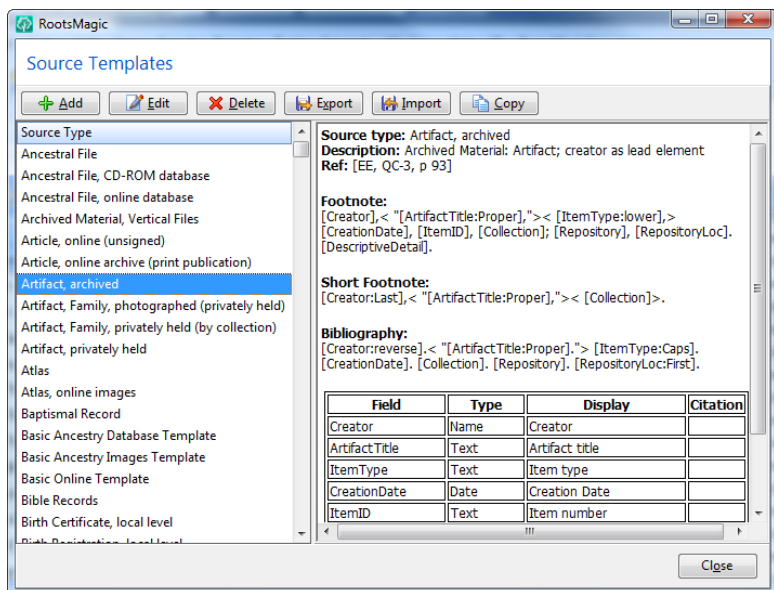 RootsMagic
Source Templates
Add Edit Delete Export Import Copy
Source Type
Ancestral File
Ancestral File, CD-ROM database
Ancestral File, online database
Archived Material, Vertical Files
Article, online (unsigned)
Article, online archive (print publication)
Artifact, archived
Artifact, Family, photographed (privately held)
Artifact, Family, privately held (by collection)
Artifact, privately held
Atlas
Atlas, online images
Baptismal Record
Basic Ancestry Database Template
Basic Ancestry Images Template
Basic Online Template
Bible Records
Birth Certificate, local level
Birth Registration, local level
Source type: Artifact, archived
Description: Archived Material: Artifact; creator as lead element
Ref: [EE, QC-3, p 93]
Footnote:
[Creator],< "[ArtifactTitle:Proper],">< [ItemType:lower],>
[CreationDate], [ItemID], [Collection]; [Repository], [RepositoryLoc].
[DescriptiveDetail].
Short Footnote:
[Creator:Last],< "[ArtifactTitle:Proper],">< [Collection]>.
Bibliography:
[Creator:reverse].< "[ArtifactTitle:Proper]."> [ItemType:Caps].
[CreationDate]. [Collection]. [Repository]. [RepositoryLoc:First].
Field Type Display Citation
Creator Name Creator
ArtifactTitle Text Artifact title
ItemType Text Item type
CreationDate Date Creation Date
ItemID Text Item number
Close